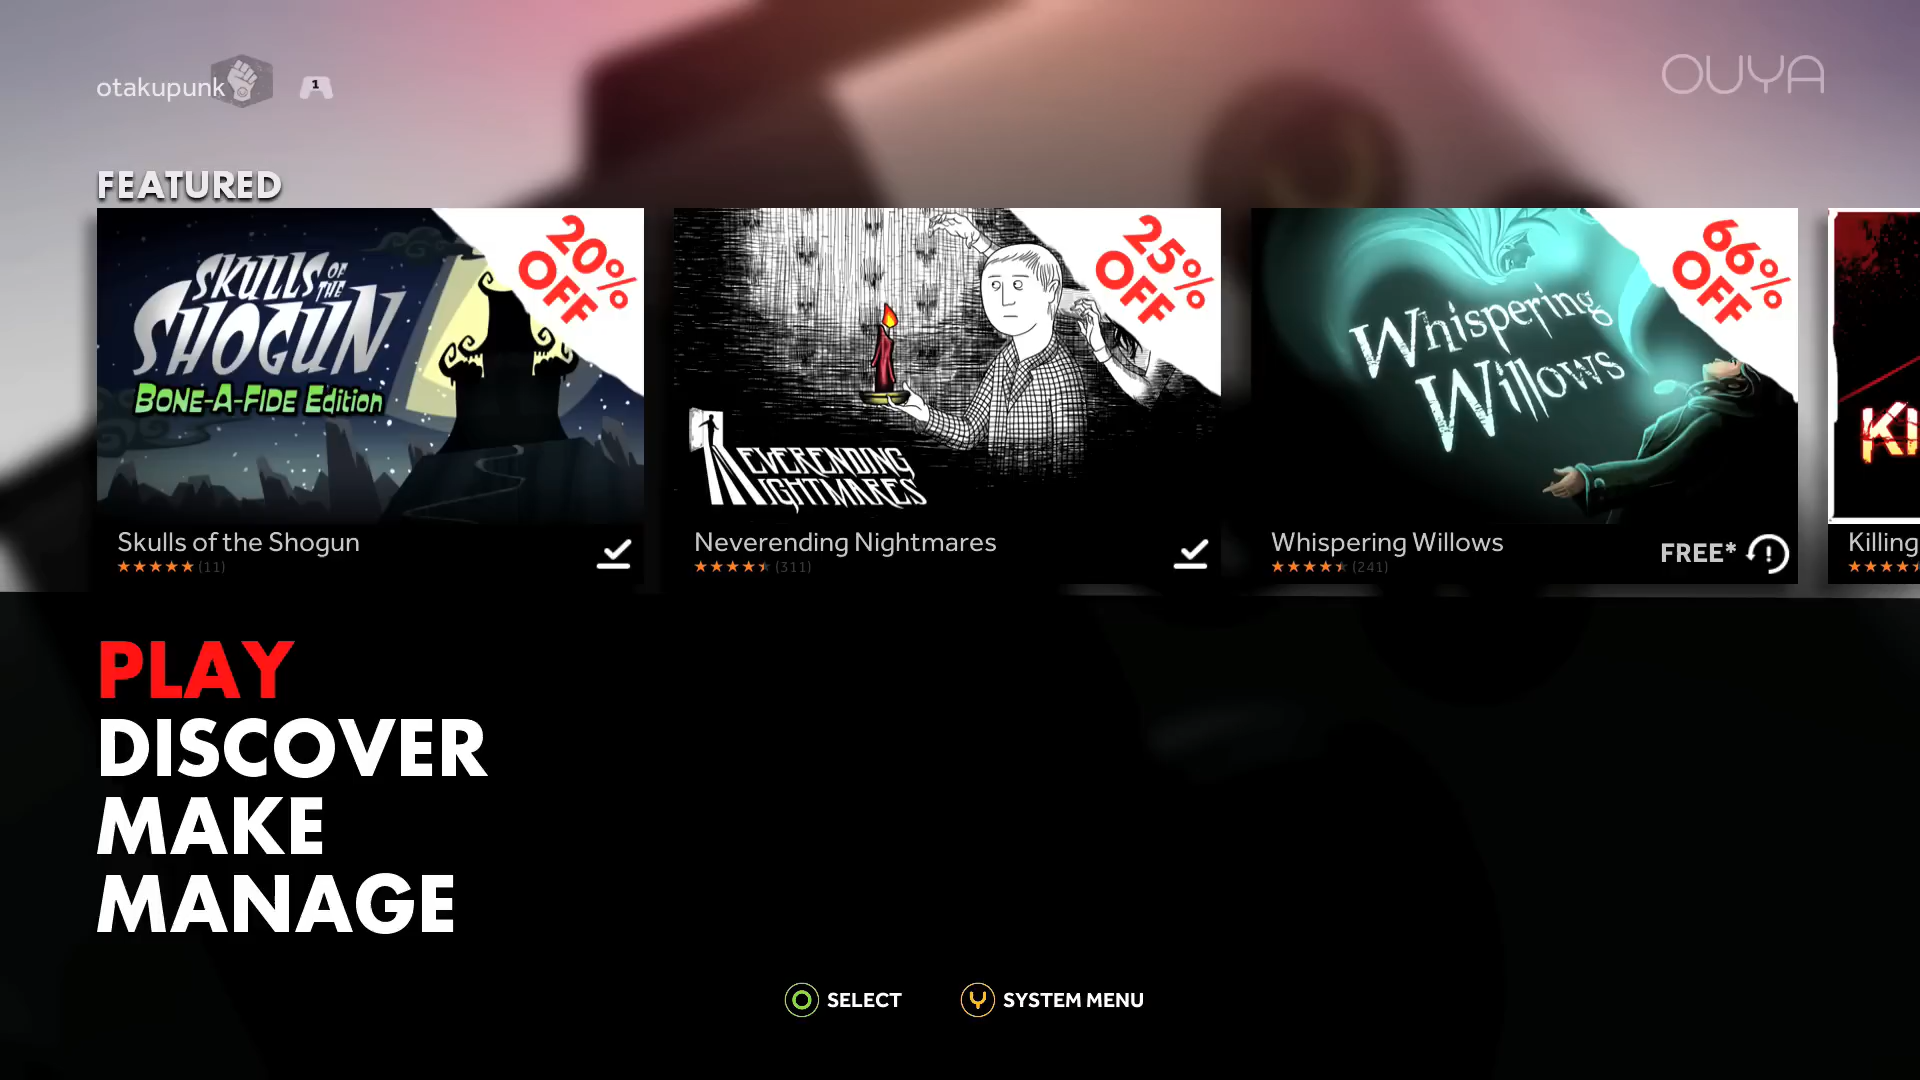 otakupunk
1
OUYA
FEATURED
SKULLS OF THE SHOGUN
BONE-A-FIDE Edition
20% OFF
NEVERENDING NIGHTMARES
25% OFF
Whispering Willows
66% OFF
KI
Skulls of the Shogun
(11)
Neverending Nightmares
(311)
Whispering Willows
(241)
FREE*
Killing
PLAY
DISCOVER
MAKE
MANAGE
O SELECT
Y SYSTEM MENU